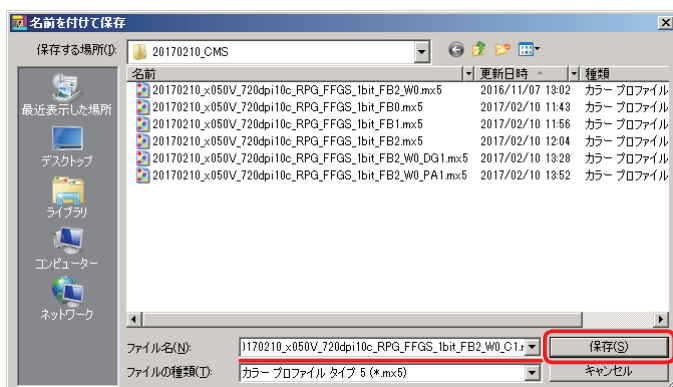 名前を付けて保存
保存する場所(I):
20170210_CMS
名前
更新日時
種類
20170210_x050V_720dpi10c_RPG_FFGS_1bit_FB2_W0.mx5 2016/11/07 13:02 カラー プロファイル
20170210_x050V_720dpi10c_RPG_FFGS_1bit_FB0.mx5 2017/02/10 11:43 カラー プロファイル
20170210_x050V_720dpi10c_RPG_FFGS_1bit_FB1.mx5 2017/02/10 11:56 カラー プロファイル
20170210_x050V_720dpi10c_RPG_FFGS_1bit_FB2.mx5 2017/02/10 12:04 カラー プロファイル
20170210_x050V_720dpi10c_RPG_FFGS_1bit_FB2_W0_DG1.mx5 2017/02/10 13:28 カラー プロファイル
20170210_x050V_720dpi10c_RPG_FFGS_1bit_FB2_W0_PA1.mx5 2017/02/10 13:52 カラー プロファイル
最近表示した場所
デスクトップ
ライブラリ
コンピューター
ネットワーク
ファイル名(N):
0170210_x050V_720dpi10c_RPG_FFGS_1bit_FB2_W0_C1.
保存(S)
ファイルの種類(T):
カラー プロファイル タイプ 5 (*.mx5)
キャンセル